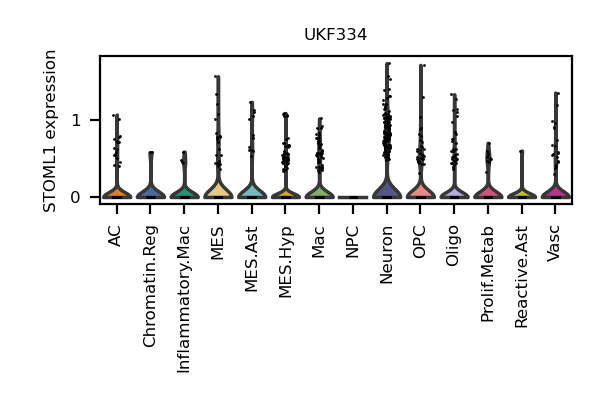 UKF334
STOML1 expression
1
0
AC
Chromatin.Reg
Inflammatory.Mac
MES
MES.Ast
MES.Hyp
Mac
NPC
Neuron
OPC
Oligo
Prolif.Metab
Reactive.Ast
Vasc